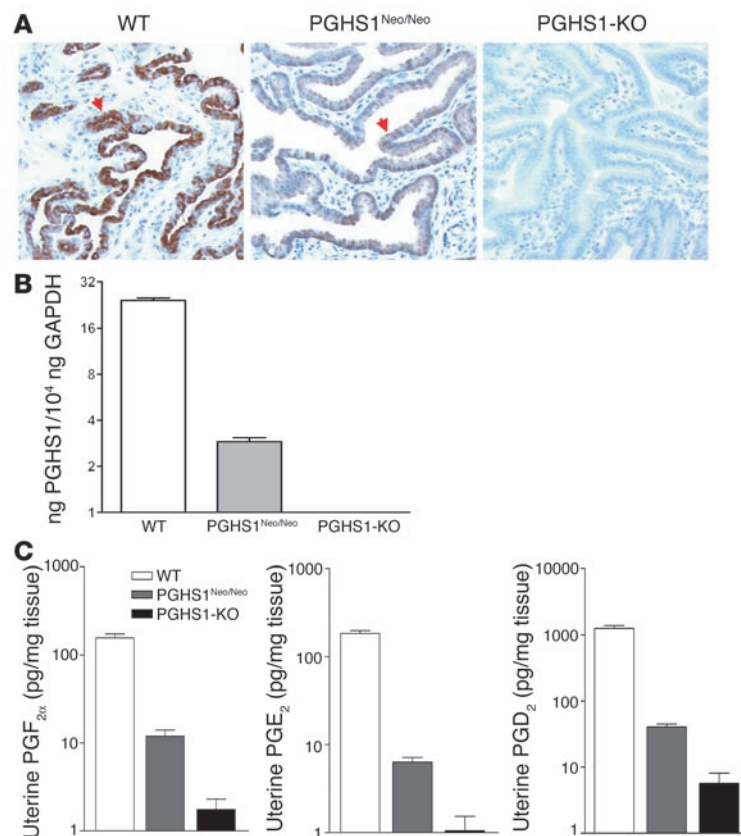 A
WT
PGHS1Neo/Neo
PGHS1-KO
B
ng PGHS1/10⁴ ng GAPDH
32
16
8
4
2
1
WT
PGHS1Neo/Neo
PGHS1-KO
C
Uterine PGF2α (pg/mg tissue)
1000
100
10
1
WT
PGHS1Neo/Neo
PGHS1-KO
Uterine PGE2 (pg/mg tissue)
1000
100
10
1
Uterine PGD2 (pg/mg tissue)
10000
1000
100
10
1